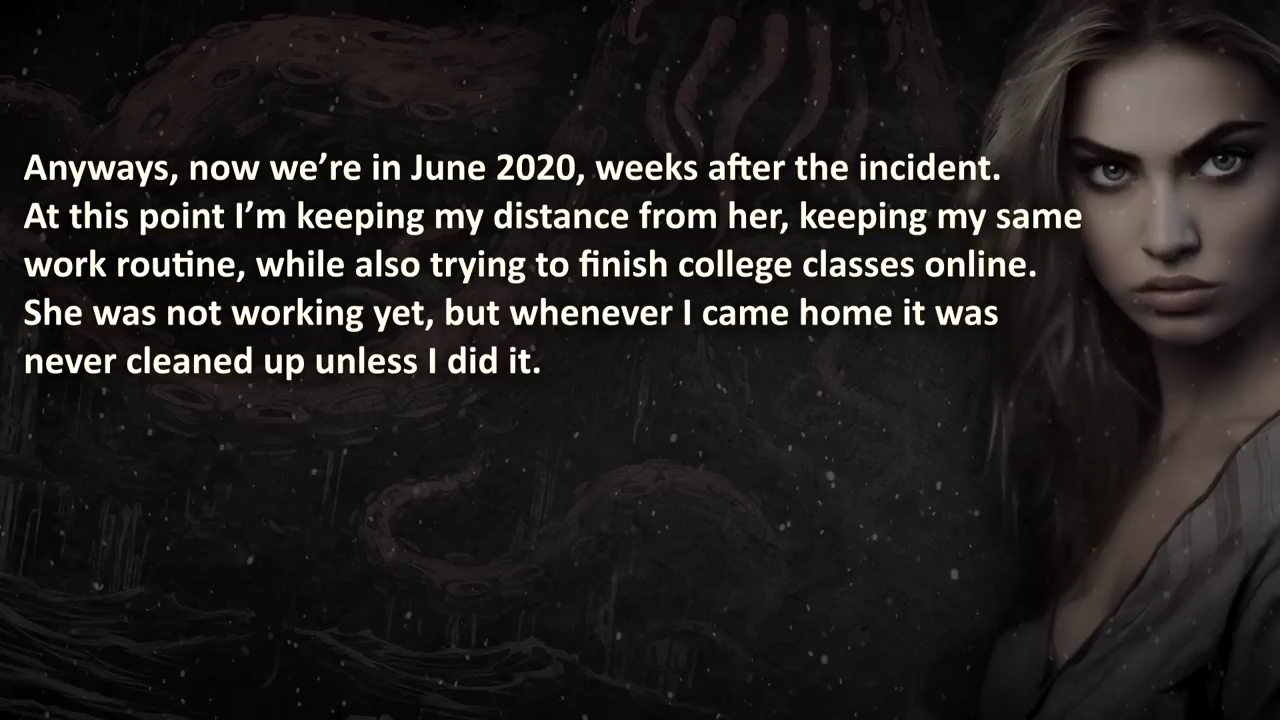 Anyways, now we’re in June 2020, weeks after the incident.
At this point I’m keeping my distance from her, keeping my same
work routine, while also trying to finish college classes online.
She was not working yet, but whenever I came home it was
never cleaned up unless I did it.